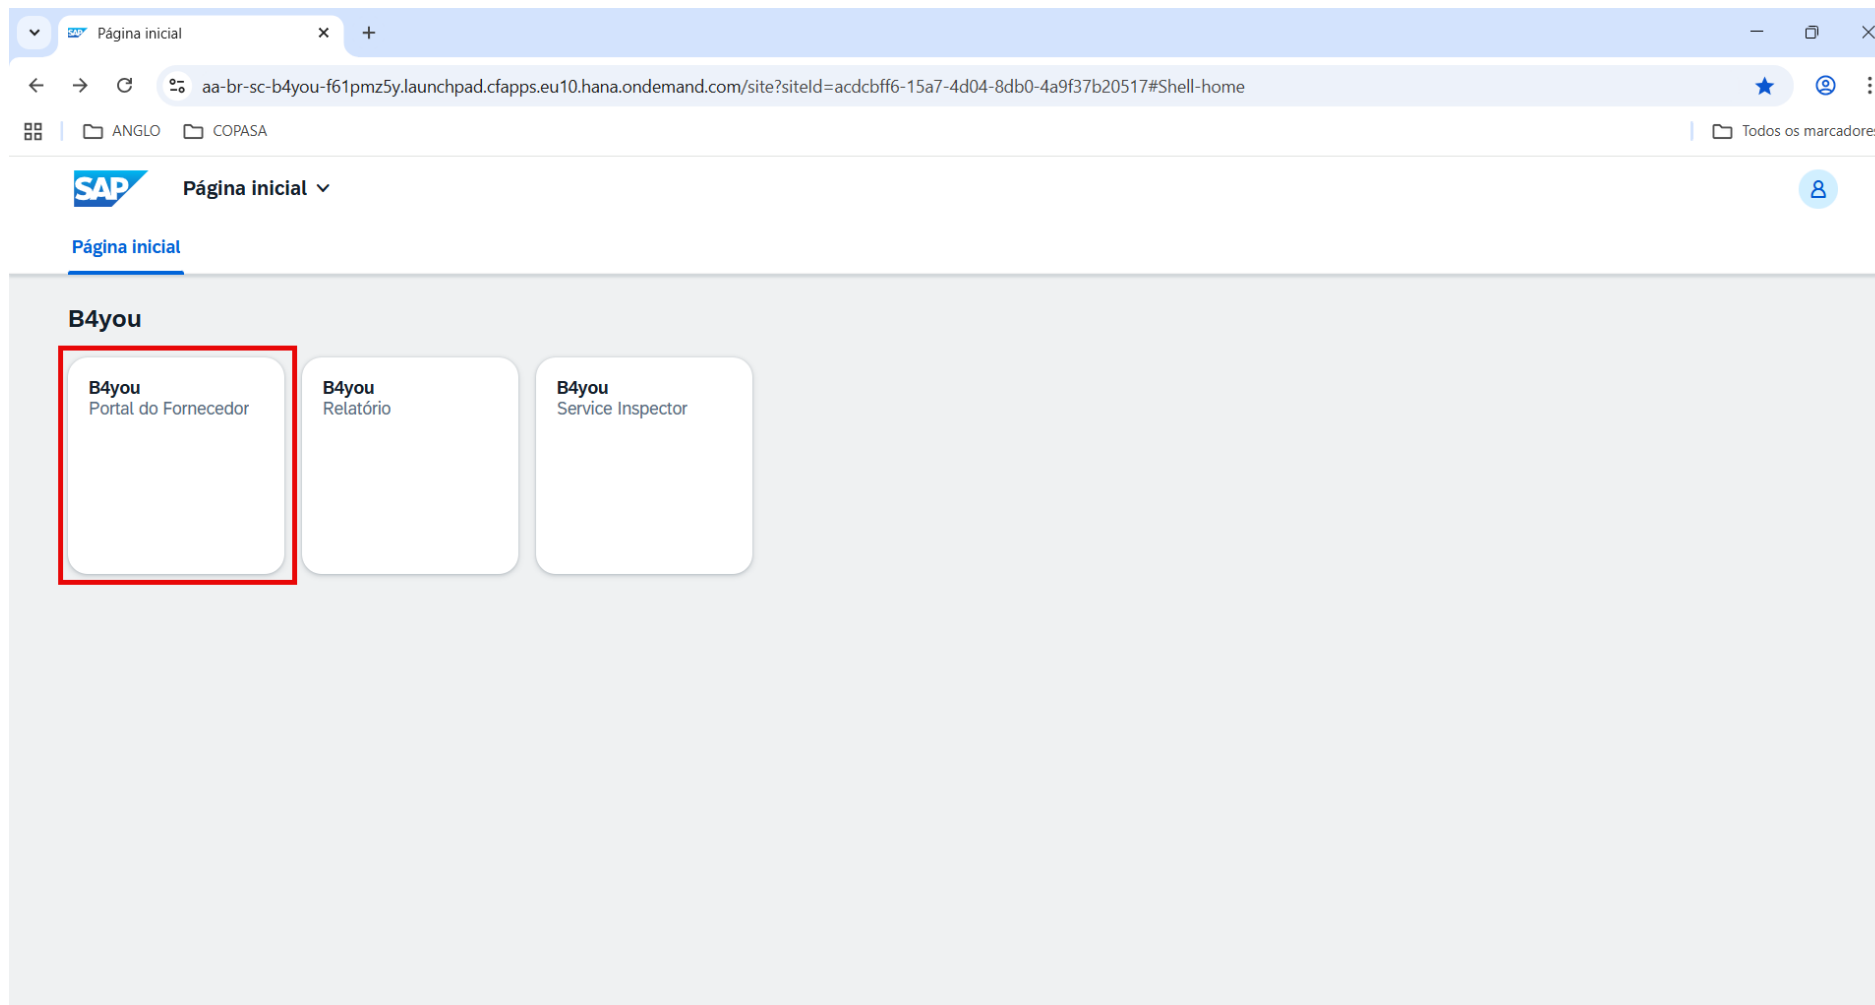 SAP Página inicial
aa-br-sc-b4you-f61pmz5y.launchpad.cfapps.eu10.hana.ondemand.com/site?siteId=acdcbff6-15a7-4d04-8db0-4a9f37b20517#Shell-home
ANGLO COPASA Todos os marcadores
SAP Página inicial
Página inicial
B4you
B4you
Portal do Fornecedor
B4you
Relatório
B4you
Service Inspector